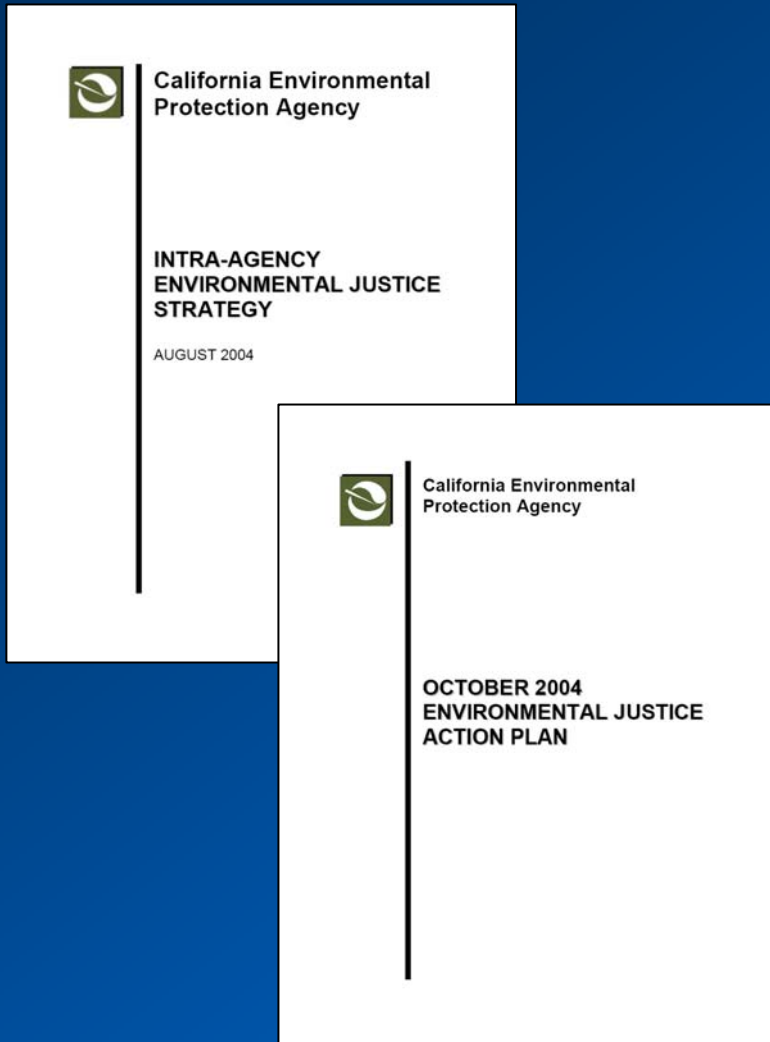 California Environmental
Protection Agency
INTRA-AGENCY
ENVIRONMENTAL JUSTICE
STRATEGY
AUGUST 2004
California Environmental
Protection Agency
OCTOBER 2004
ENVIRONMENTAL JUSTICE
ACTION PLAN